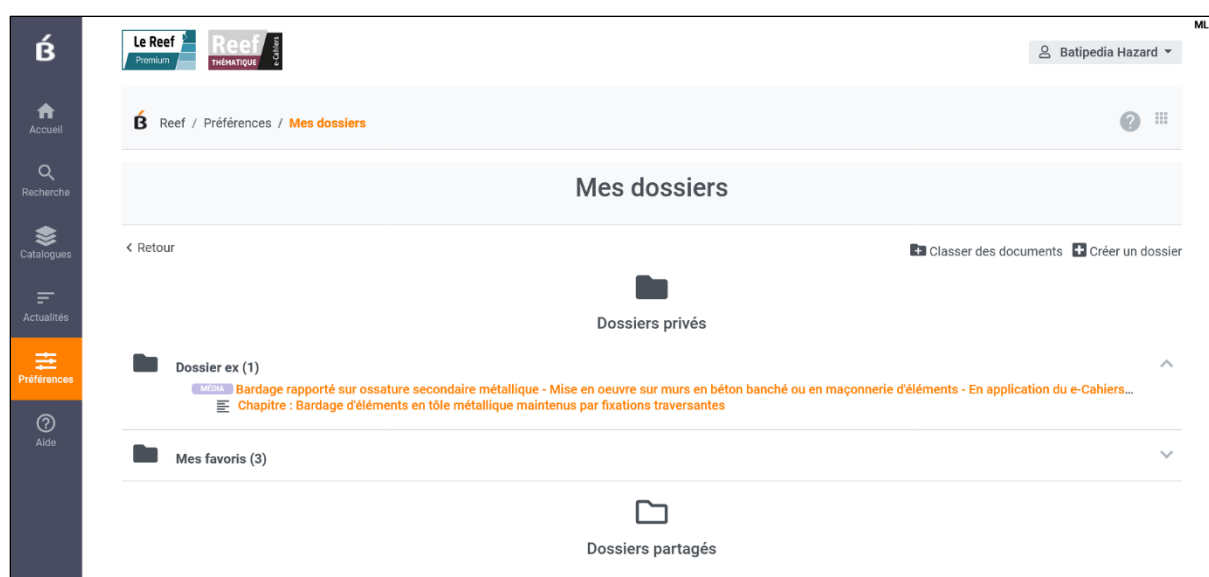 ML
Le Reef
Premium
Reef
THÉMATIQUE
e-Cahiers
Batipedia Hazard
Accueil
Recherche
Catalogues
Actualités
Préférences
Aide
Reef / Préférences / Mes dossiers
Mes dossiers
Retour
Classer des documents Créer un dossier
Dossiers privés
Dossier ex (1)
MÉDIA Bardage rapporté sur ossature secondaire métallique - Mise en oeuvre sur murs en béton banché ou en maçonnerie d'éléments - En application du e-Cahiers...
Chapitre : Bardage d'éléments en tôle métallique maintenus par fixations traversantes
Mes favoris (3)
Dossiers partagés